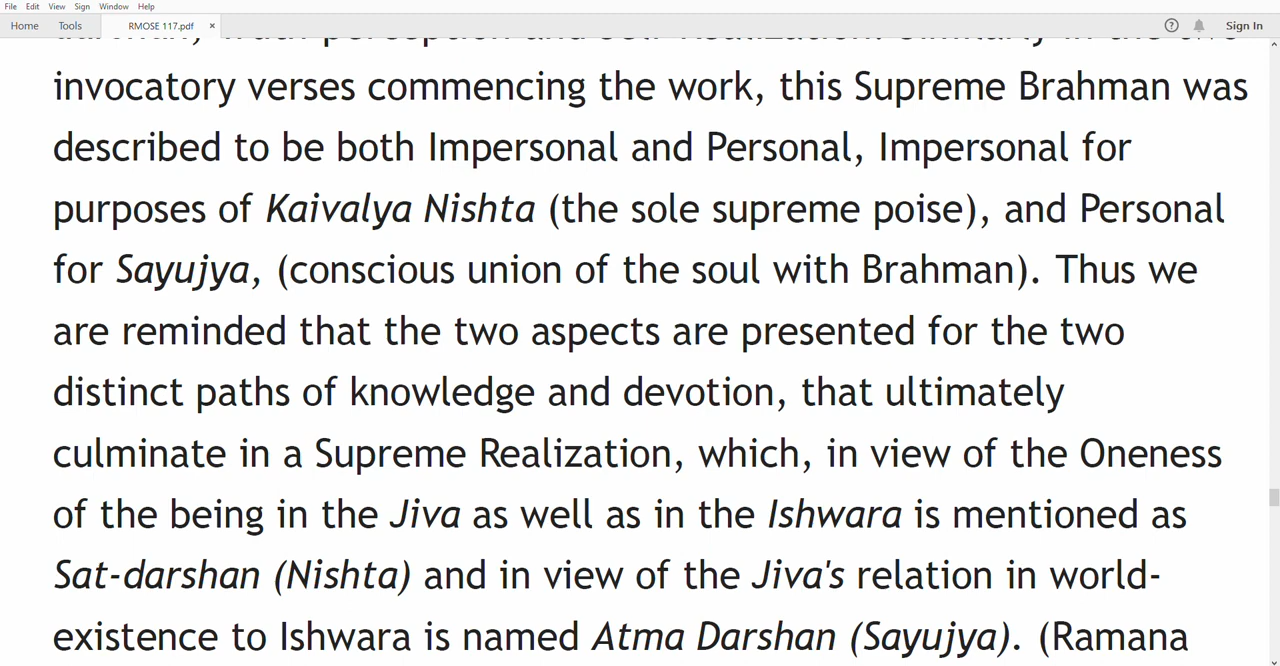 File Edit View Sign Window Help
Home Tools RMOSE 117.pdf × ? Sign In
invocatory verses commencing the work, this Supreme Brahman was
described to be both Impersonal and Personal, Impersonal for
purposes of Kaivalya Nishta (the sole supreme poise), and Personal
for Sayujya, (conscious union of the soul with Brahman). Thus we
are reminded that the two aspects are presented for the two
distinct paths of knowledge and devotion, that ultimately
culminate in a Supreme Realization, which, in view of the Oneness
of the being in the Jiva as well as in the Ishwara is mentioned as
Sat-darshan (Nishta) and in view of the Jiva's relation in world-
existence to Ishwara is named Atma Darshan (Sayujya). (Ramana